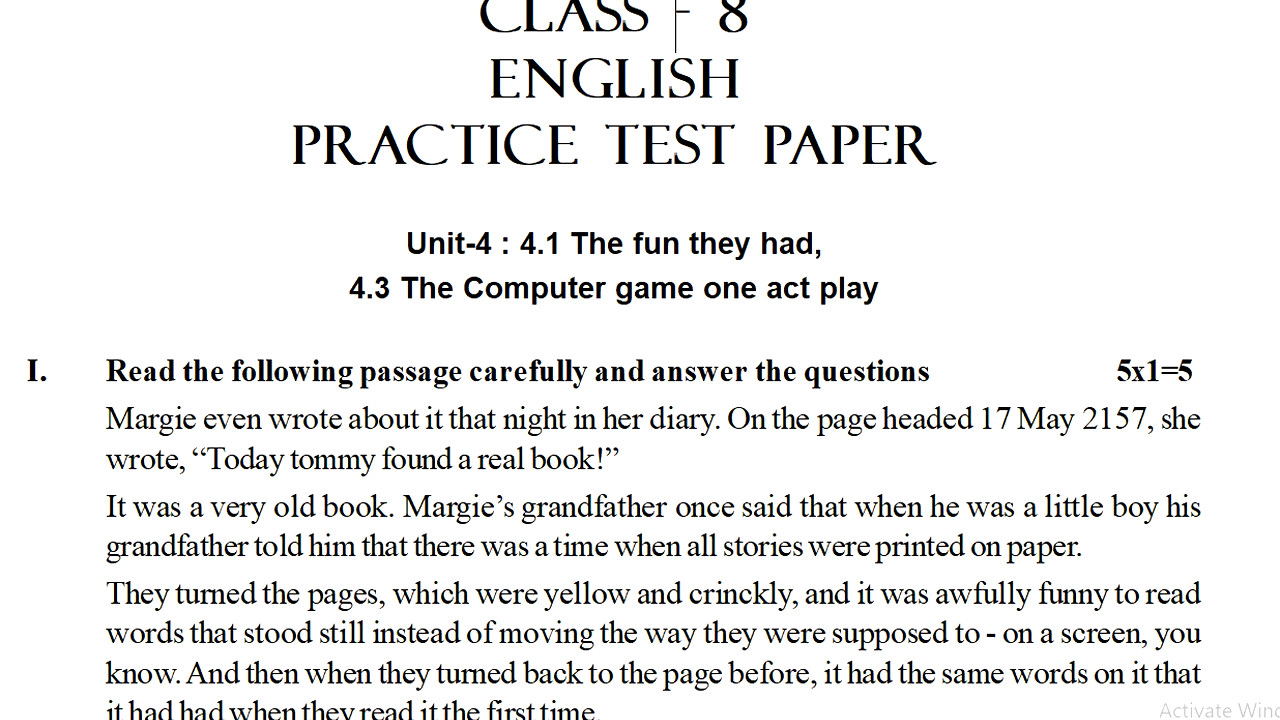 CLASS - 8
ENGLISH
PRACTICE TEST PAPER
Unit-4 : 4.1 The fun they had,
4.3 The Computer game one act play
I. Read the following passage carefully and answer the questions 5x1=5
Margie even wrote about it that night in her diary. On the page headed 17 May 2157, she
wrote, “Today tommy found a real book!”
It was a very old book. Margie’s grandfather once said that when he was a little boy his
grandfather told him that there was a time when all stories were printed on paper.
They turned the pages, which were yellow and crinckly, and it was awfully funny to read
words that stood still instead of moving the way they were supposed to - on a screen, you
know. And then when they turned back to the page before, it had the same words on it that
it had had when they read it the first time.
Activate Wind